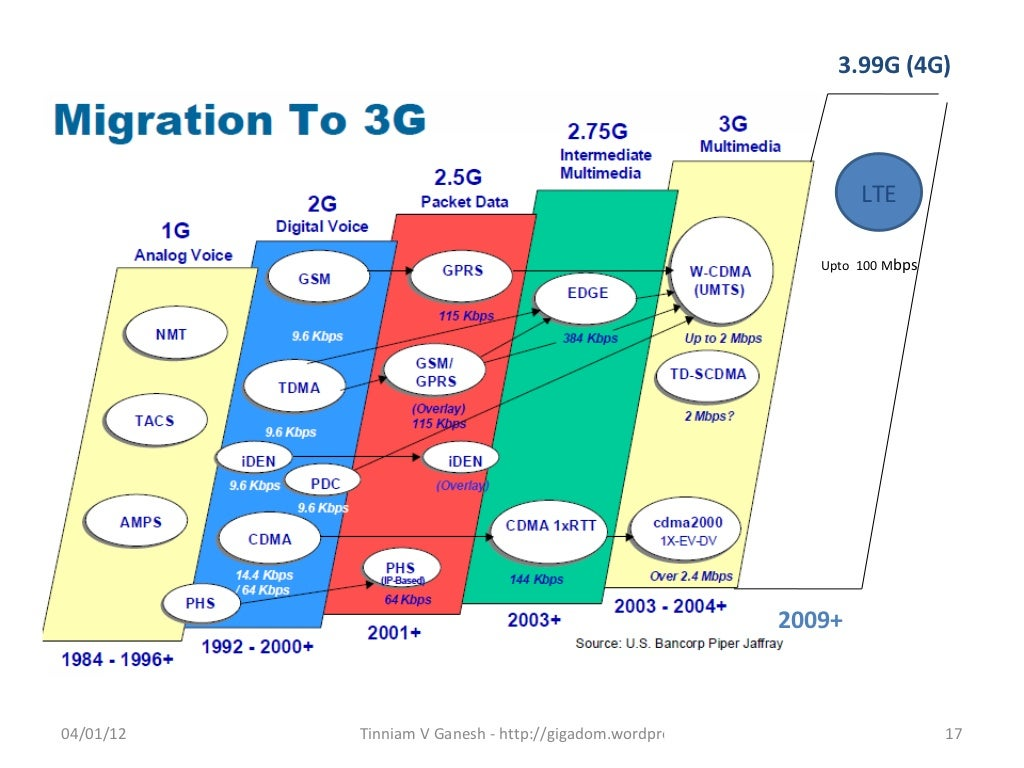 3.99G (4G)
Migration To 3G
3G
Multimedia
2.75G
Intermediate
Multimedia
2.5G
Packet Data
2G
Digital Voice
1G
Analog Voice
NMT
TACS
AMPS
1984 - 1996+
GSM
9.6 Kbps
TDMA
9.6 Kbps
iDEN
9.6 Kbps
PDC
9.6 Kbps
CDMA
14.4 Kbps
/ 64 Kbps
PHS
1992 - 2000+
GPRS
115 Kbps
GSM/
GPRS
(Overlay)
115 Kbps
iDEN
(Overlay)
PHS
(IP-Based)
64 Kbps
2001+
EDGE
384 Kbps
CDMA 1xRTT
144 Kbps
2003+
W-CDMA
(UMTS)
Up to 2 Mbps
TD-SCDMA
2 Mbps?
cdma2000
1X-EV-DV
Over 2.4 Mbps
2003 - 2004+
LTE
Upto 100 Mbps
2009+
Source: U.S. Bancorp Piper Jaffray
04/01/12
Tinniam V Ganesh - http://gigadom.wordpr
17